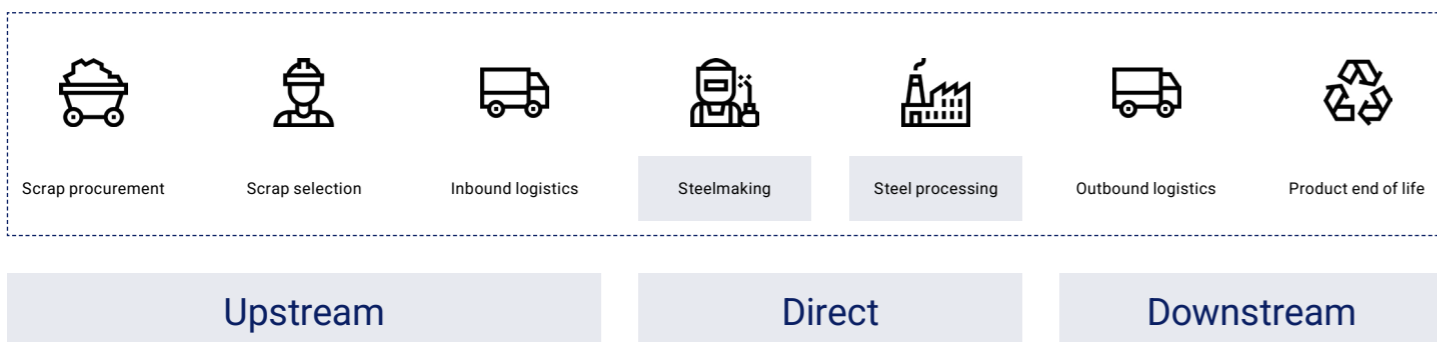 Scrap procurement
Scrap selection
Inbound logistics
Steelmaking
Steel processing
Outbound logistics
Product end of life
Upstream
Direct
Downstream